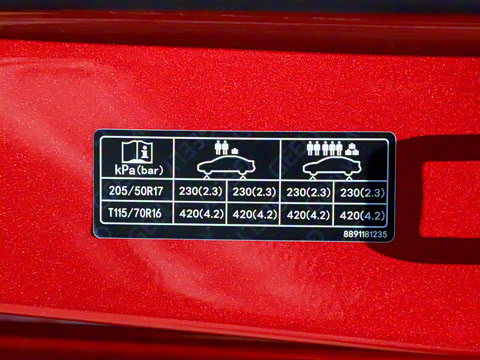 kPa(bar)
205/50R17 230(2.3) 230(2.3) 230(2.3) 230(2.3)
T115/70R16 420(4.2) 420(4.2) 420(4.2) 420(4.2)
8891181235